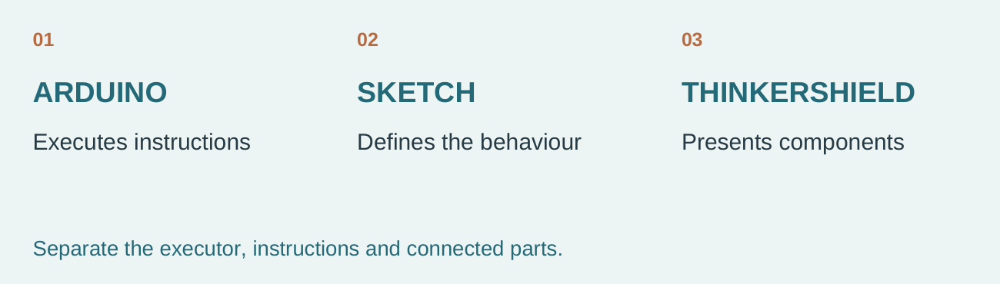 01
ARDUINO
Executes instructions
02
SKETCH
Defines the behaviour
03
THINKERSHIELD
Presents components
Separate the executor, instructions and connected parts.